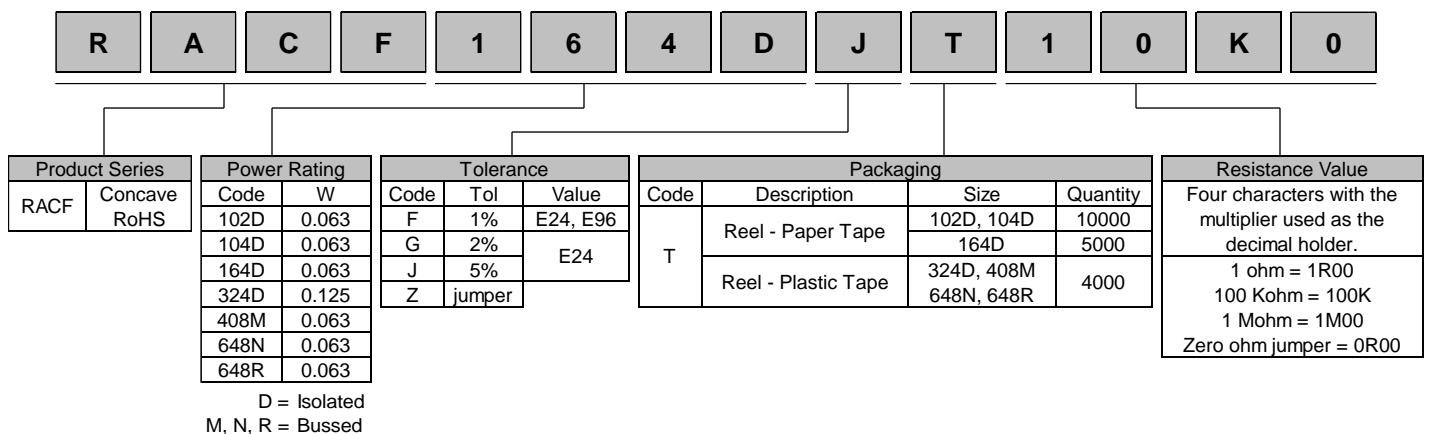 R A C F 1 6 4 D J T 1 0 K 0
Product Series
RACF Concave
RoHS
Power Rating
Code W
102D 0.063
104D 0.063
164D 0.063
324D 0.125
408M 0.063
648N 0.063
648R 0.063
D = Isolated
M, N, R = Bussed
Tolerance
Code Tol Value
F 1% E24, E96
G 2% E24
J 5%
Z jumper
Packaging
Code Description Size Quantity
T Reel - Paper Tape 102D, 104D 10000
164D 5000
Reel - Plastic Tape 324D, 408M 4000
648N, 648R
Resistance Value
Four characters with the
multiplier used as the
decimal holder.
1 ohm = 1R00
100 Kohm = 100K
1 Mohm = 1M00
Zero ohm jumper = 0R00